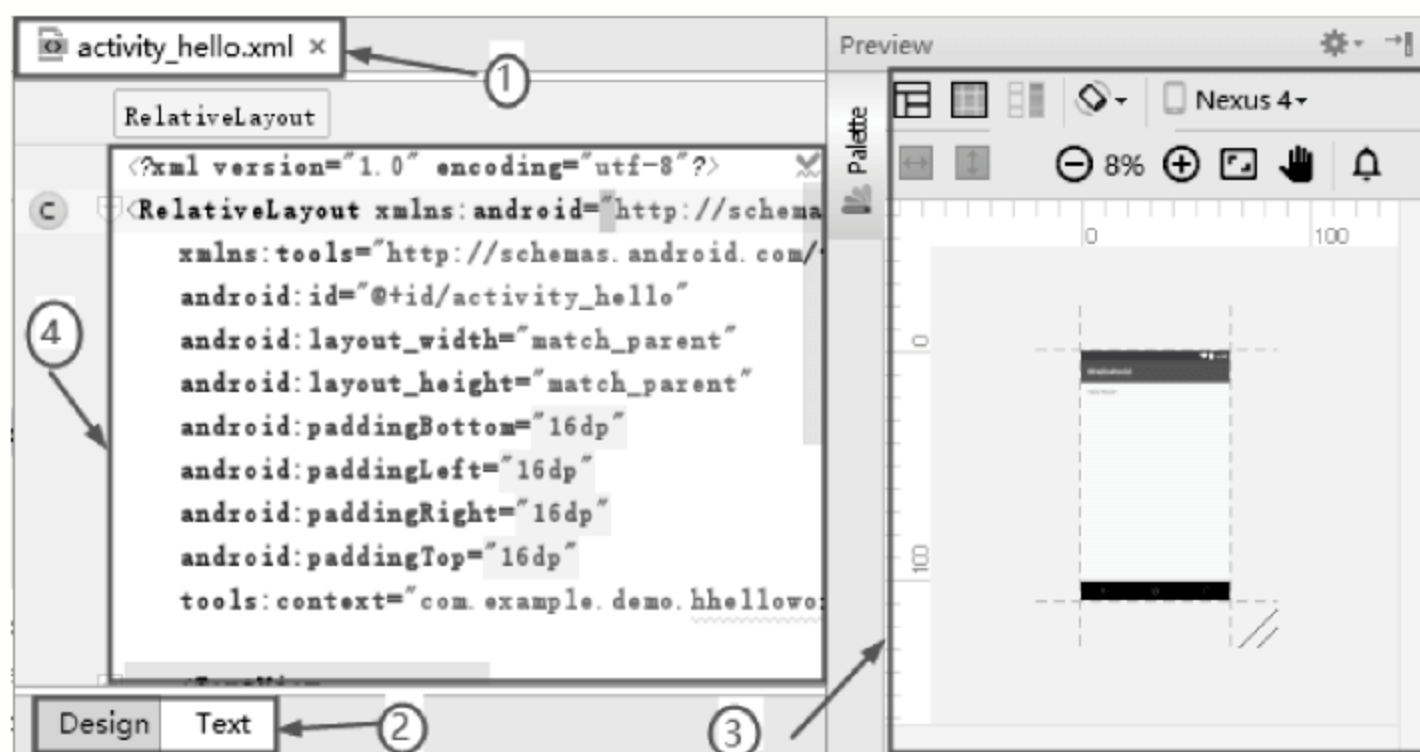 activity_hello.xml ×
①
RelativeLayout
<?xml version="1.0" encoding="utf-8"?>
C
<RelativeLayout xmlns:android="http://schema
xmlns:tools="http://schemas.android.com/
android:id="@+id/activity_hello"
④
android:layout_width="match_parent"
android:layout_height="match_parent"
android:paddingBottom="16dp"
android:paddingLeft="16dp"
android:paddingRight="16dp"
android:paddingTop="16dp"
tools:context="com.example.demo.hhellowo
Design Text
②
Preview
Palette
Nexus 4
8%
0 100
0
100
③